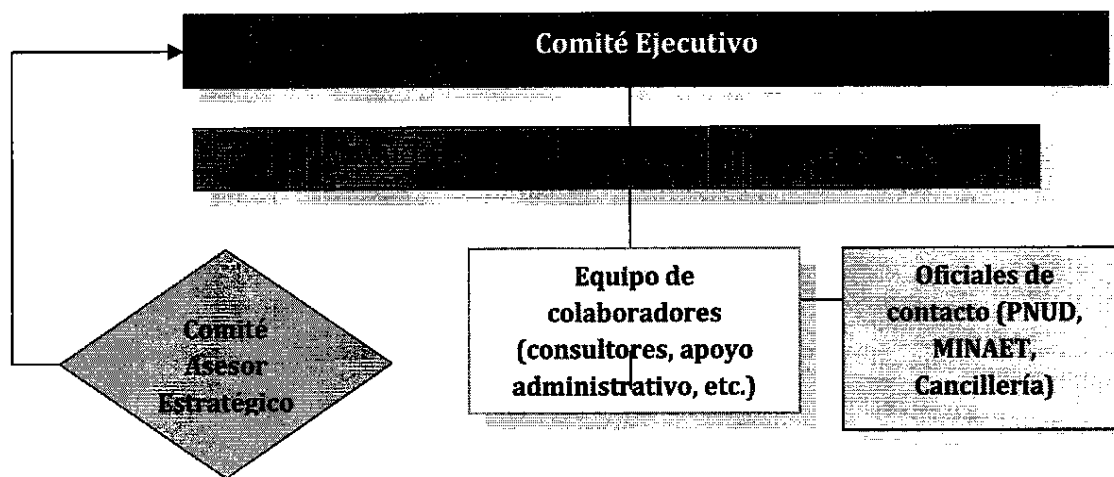 Comité Ejecutivo
Comité
Asesor
Estratégico
Equipo de
colaboradores
(consultores, apoyo
administrativo, etc.)
Oficiales de
contacto (PNUD,
MINAET,
Cancillería)